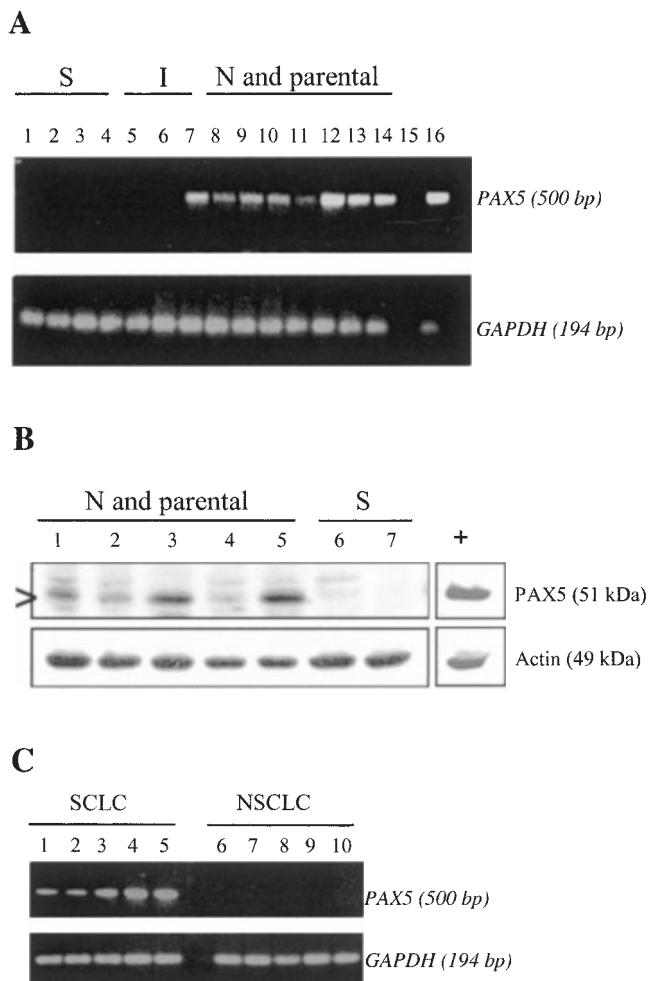 A
S I N and parental
1 2 3 4 5 6 7 8 9 10 11 12 13 14 15 16
PAX5 (500 bp)
GAPDH (194 bp)
B
N and parental S
1 2 3 4 5 6 7 +
>
PAX5 (51 kDa)
Actin (49 kDa)
C
SCLC NSCLC
1 2 3 4 5 6 7 8 9 10
PAX5 (500 bp)
GAPDH (194 bp)